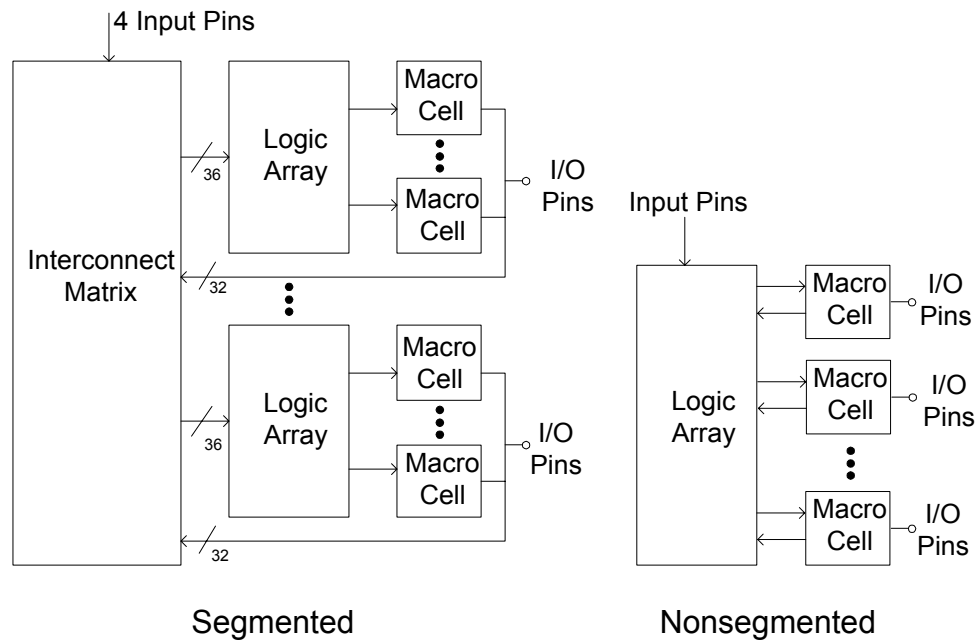 4 Input Pins
Interconnect
Matrix
36
Logic
Array
Macro
Cell
Macro
Cell
I/O
Pins
32
36
Logic
Array
Macro
Cell
Macro
Cell
I/O
Pins
32
Segmented
Input Pins
Logic
Array
Macro
Cell
I/O
Pins
Macro
Cell
I/O
Pins
Macro
Cell
I/O
Pins
Nonsegmented